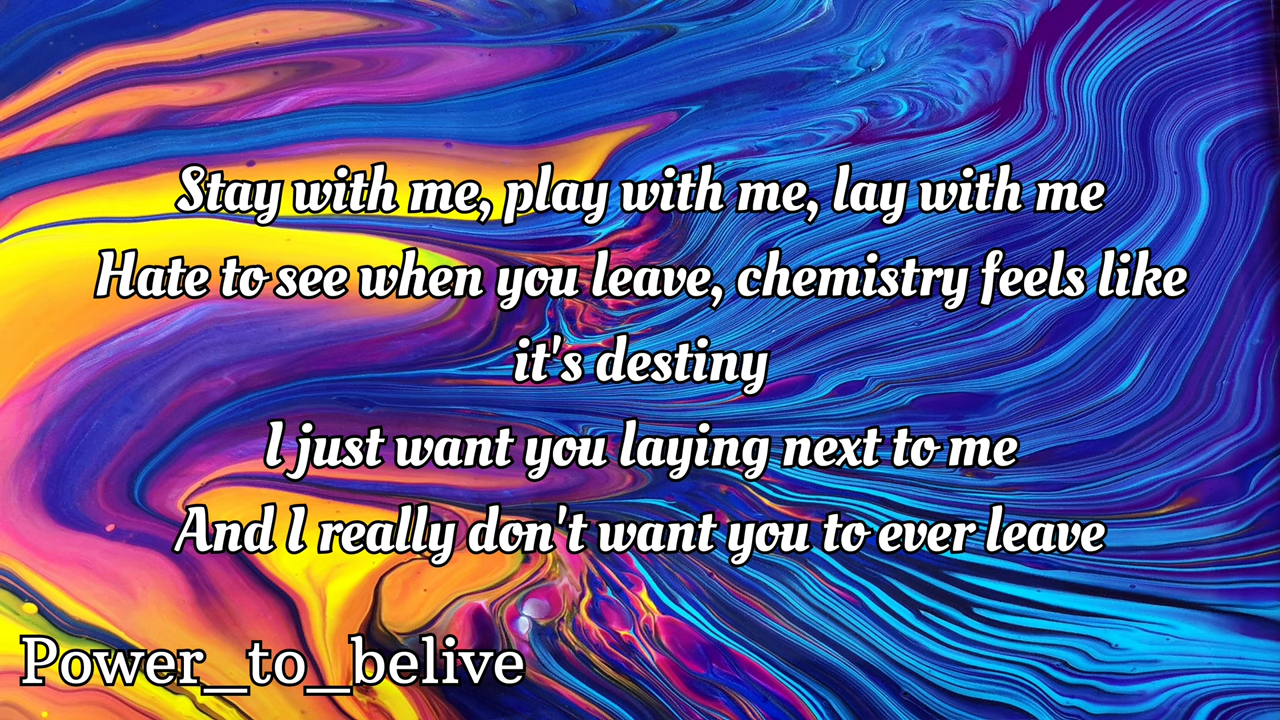 Stay with me, play with me, lay with me
Hate to see when you leave, chemistry feels like
it's destiny
I just want you laying next to me
And I really don't want you to ever leave
Power_to_belive